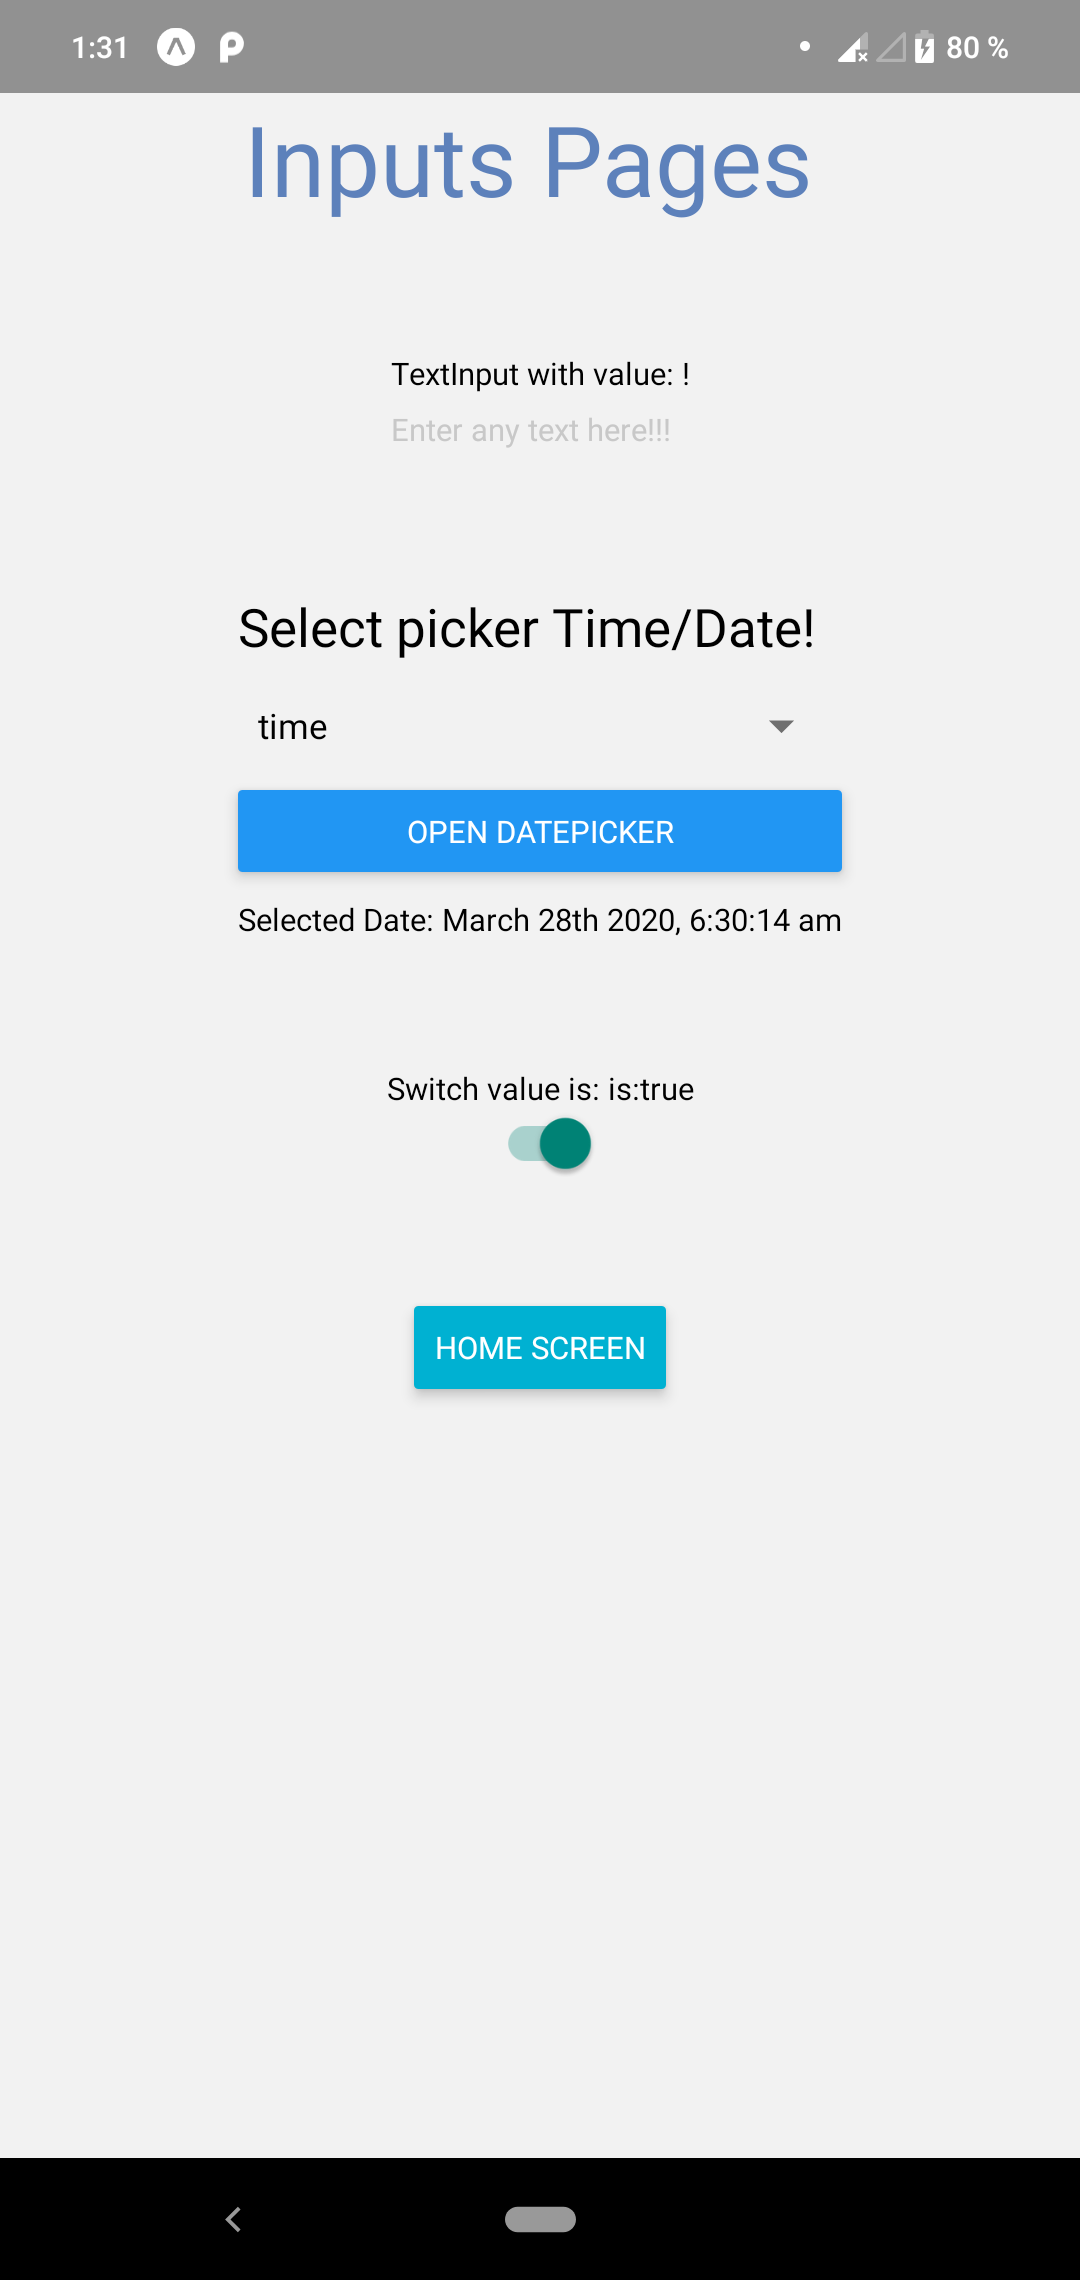 1:31 80 %
Inputs Pages
TextInput with value: !
Enter any text here!!!
Select picker Time/Date!
time
OPEN DATEPICKER
Selected Date: March 28th 2020, 6:30:14 am
Switch value is: is:true
HOME SCREEN